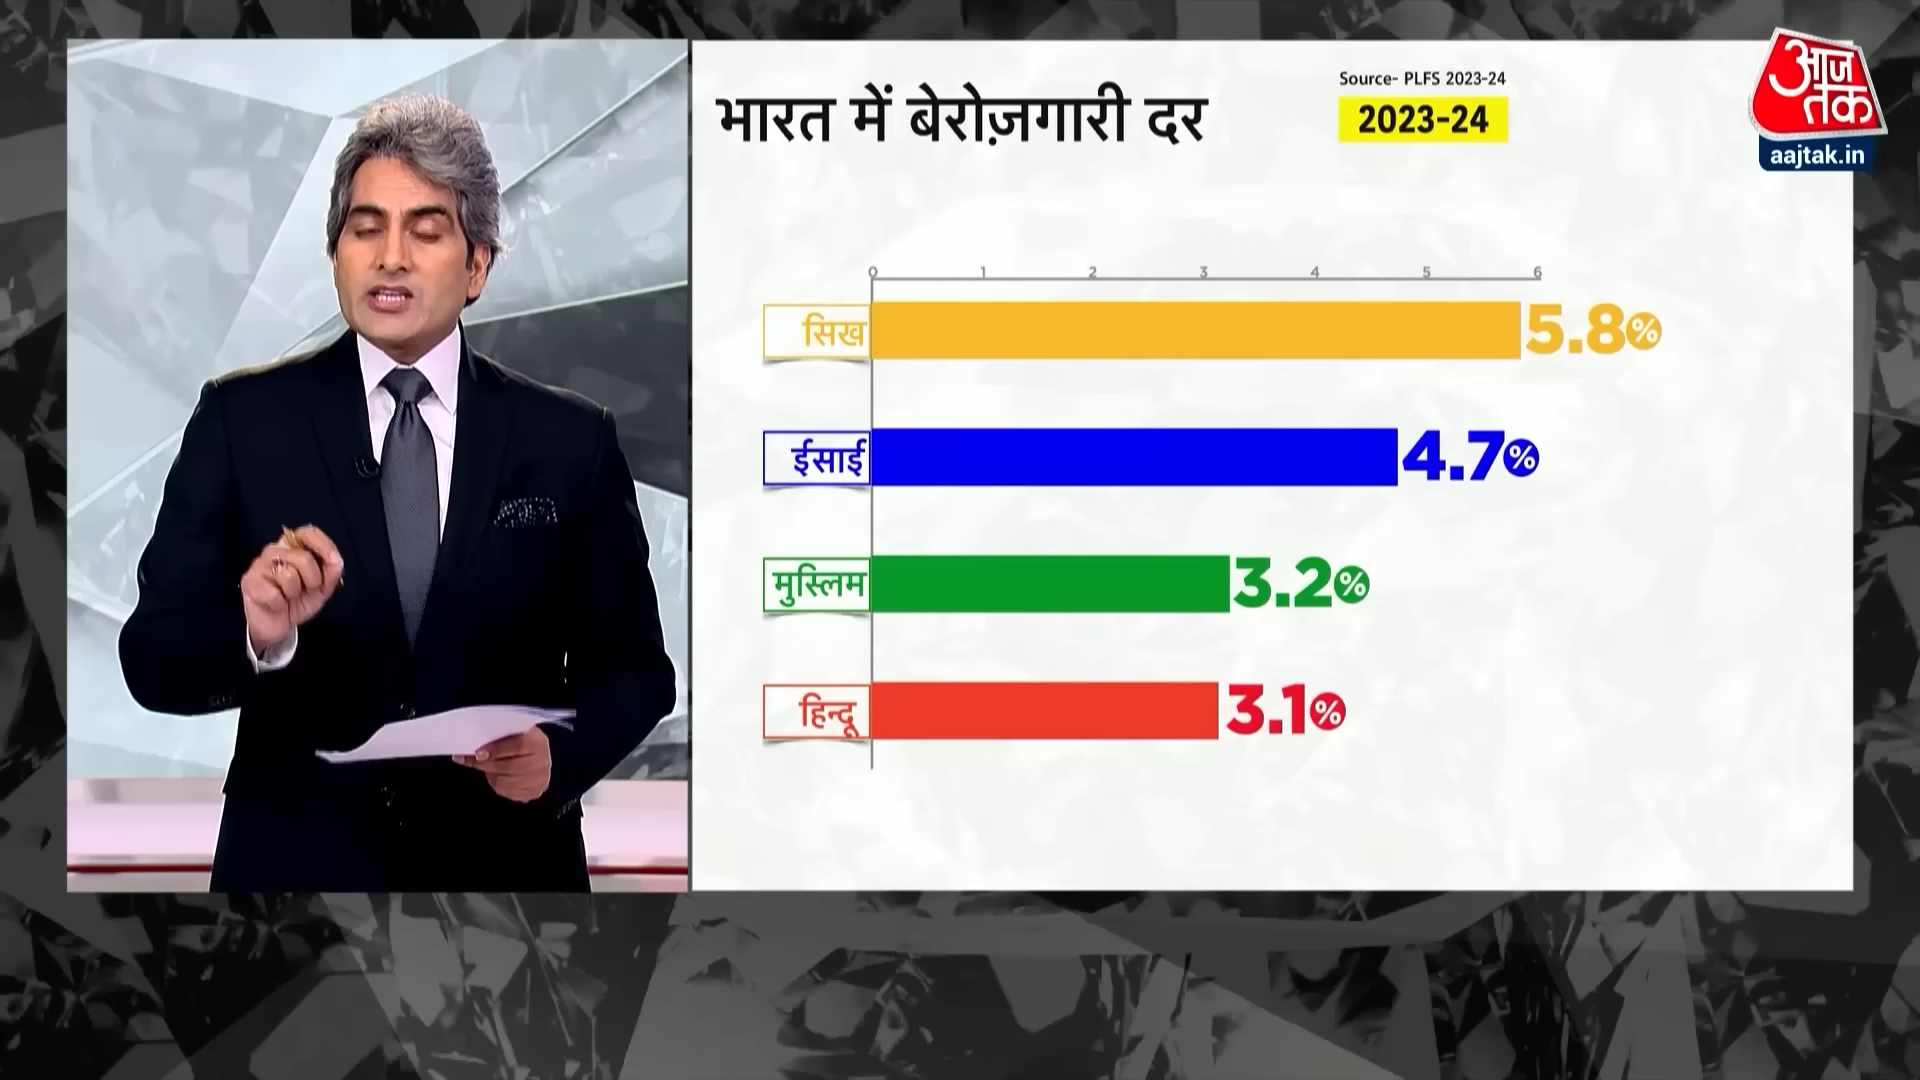 भारत में बेरोज़गारी दर
Source- PLFS 2023-24
2023-24
आज
तक
aajtak.in
0 1 2 3 4 5 6
सिख 5.8%
ईसाई 4.7%
मुस्लिम 3.2%
हिन्दू 3.1%